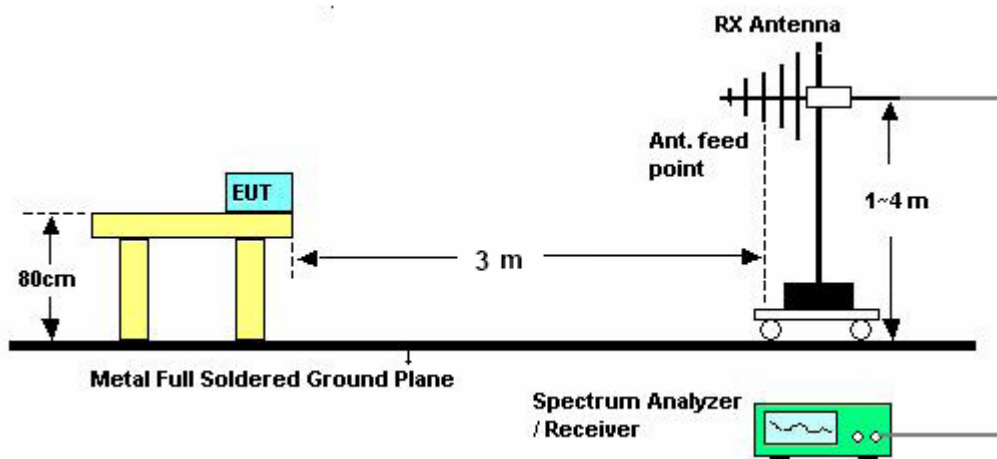 RX Antenna
Ant. feed
point
EUT
1~4 m
3 m
80cm
Metal Full Soldered Ground Plane
Spectrum Analyzer
/ Receiver